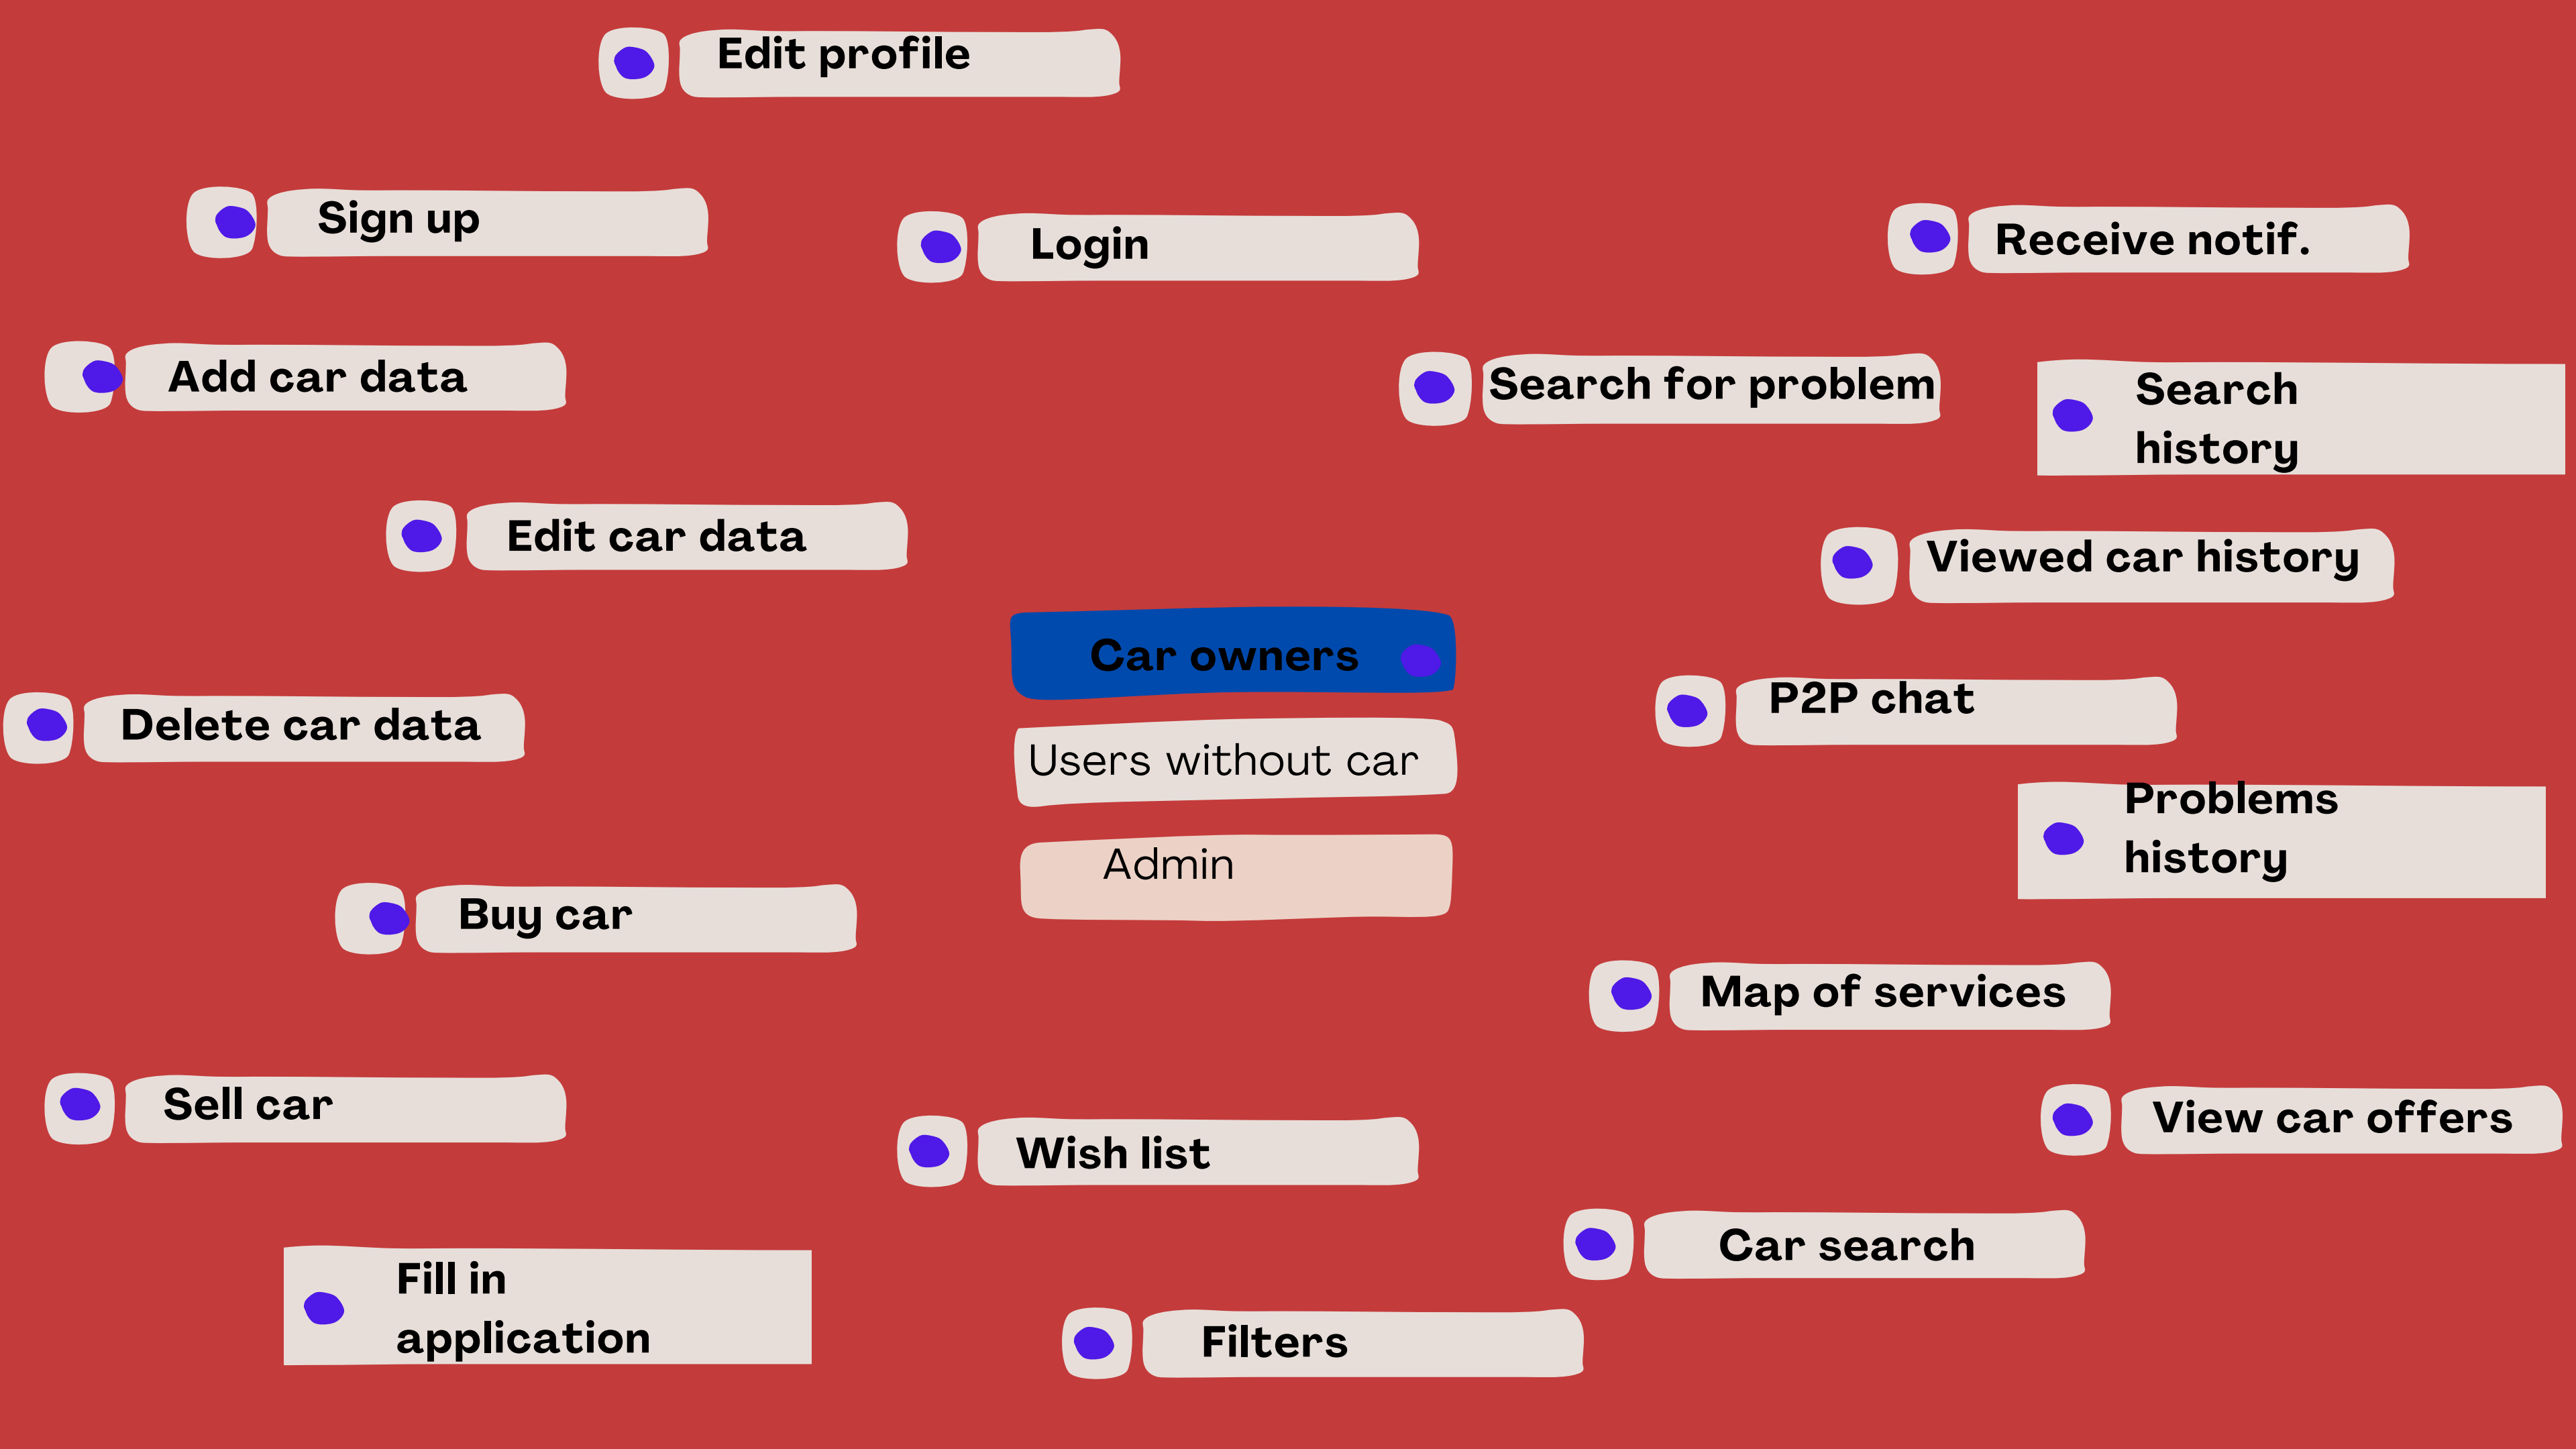 Edit profile
Sign up
Login
Receive notif.
Add car data
Search for problem
Search
history
Edit car data
Viewed car history
Car owners
Delete car data
P2P chat
Users without car
Problems
history
Admin
Buy car
Map of services
Sell car
Wish list
View car offers
Car search
Fill in
application
Filters